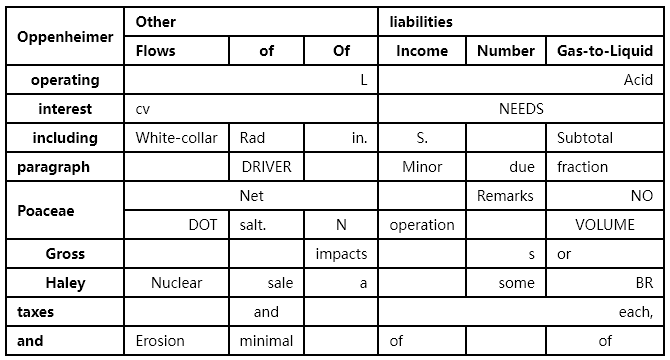 Oppenheimer Other liabilities
Flows of Of Income Number Gas-to-Liquid
operating L Acid
interest cv NEEDS
including White-collar Rad in. S. Subtotal
paragraph DRIVER Minor due fraction
Poaceae Net Remarks NO
DOT salt. N operation VOLUME
Gross impacts s or
Haley Nuclear sale a some BR
taxes and each,
and Erosion minimal of of